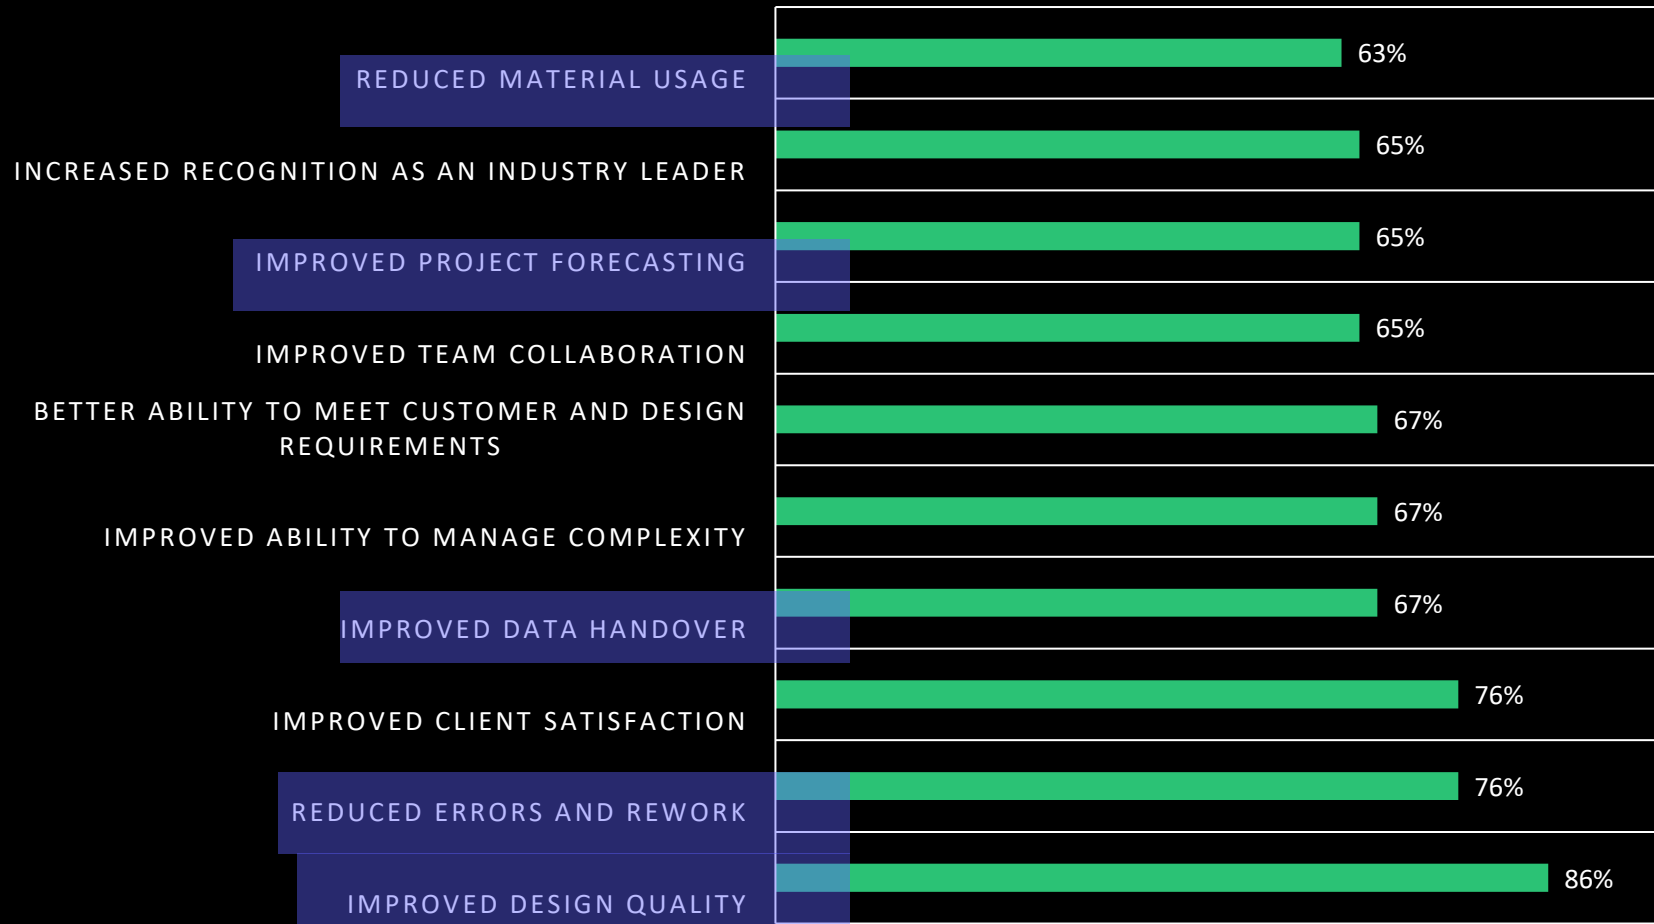 63%
REDUCED MATERIAL USAGE
65%
INCREASED RECOGNITION AS AN INDUSTRY LEADER
65%
IMPROVED PROJECT FORECASTING
65%
IMPROVED TEAM COLLABORATION
BETTER ABILITY TO MEET CUSTOMER AND DESIGN
REQUIREMENTS
67%
IMPROVED ABILITY TO MANAGE COMPLEXITY
67%
IMPROVED DATA HANDOVER
67%
IMPROVED CLIENT SATISFACTION
76%
REDUCED ERRORS AND REWORK
76%
IMPROVED DESIGN QUALITY
86%